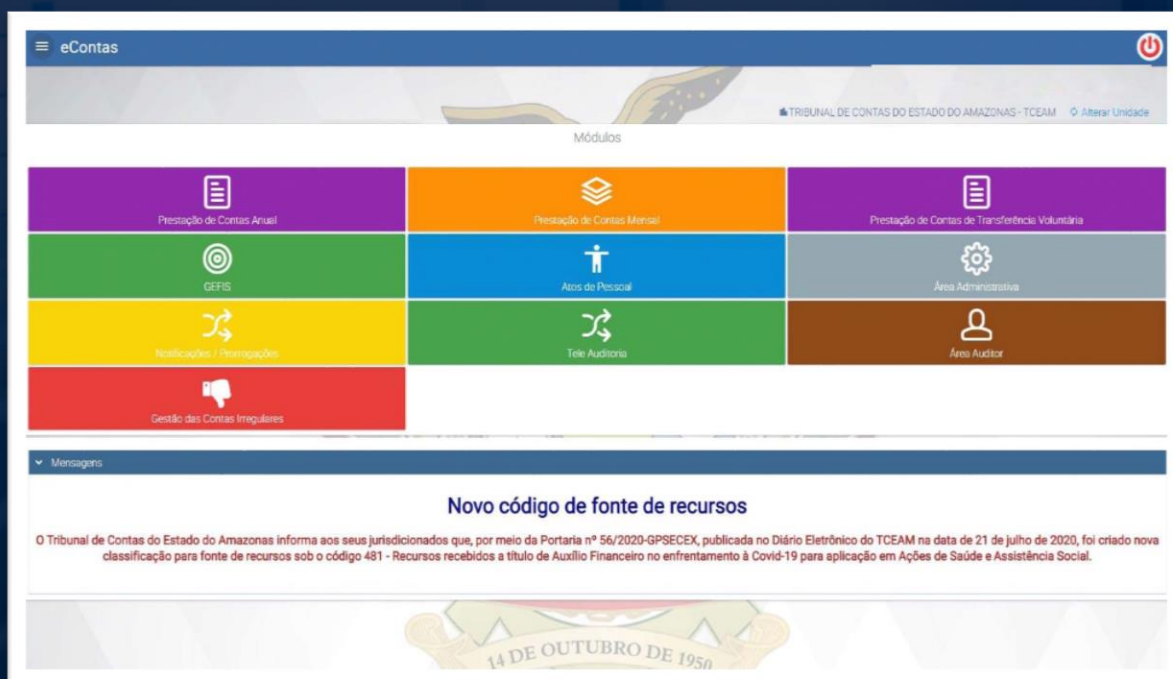 eContas
TRIBUNAL DE CONTAS DO ESTADO DO AMAZONAS - TCEAM Alterar Unidade
Módulos
Prestação de Contas Anual
Prestação de Contas Mensal
Prestação de Contas de Transferência Voluntária
GEFIS
Atos de Pessoal
Área Administrativa
Notificações / Prorrogações
Tele Auditoria
Área Auditor
Gestão das Contas Irregulares
Mensagens
Novo código de fonte de recursos
O Tribunal de Contas do Estado do Amazonas informa aos seus jurisdicionados que, por meio da Portaria nº 56/2020-GPSECEX, publicada no Diário Eletrônico do TCEAM na data de 21 de julho de 2020, foi criado nova
classificação para fonte de recursos sob o código 481 - Recursos recebidos a título de Auxílio Financeiro no enfrentamento à Covid-19 para aplicação em Ações de Saúde e Assistência Social.
14 DE OUTUBRO DE 1950